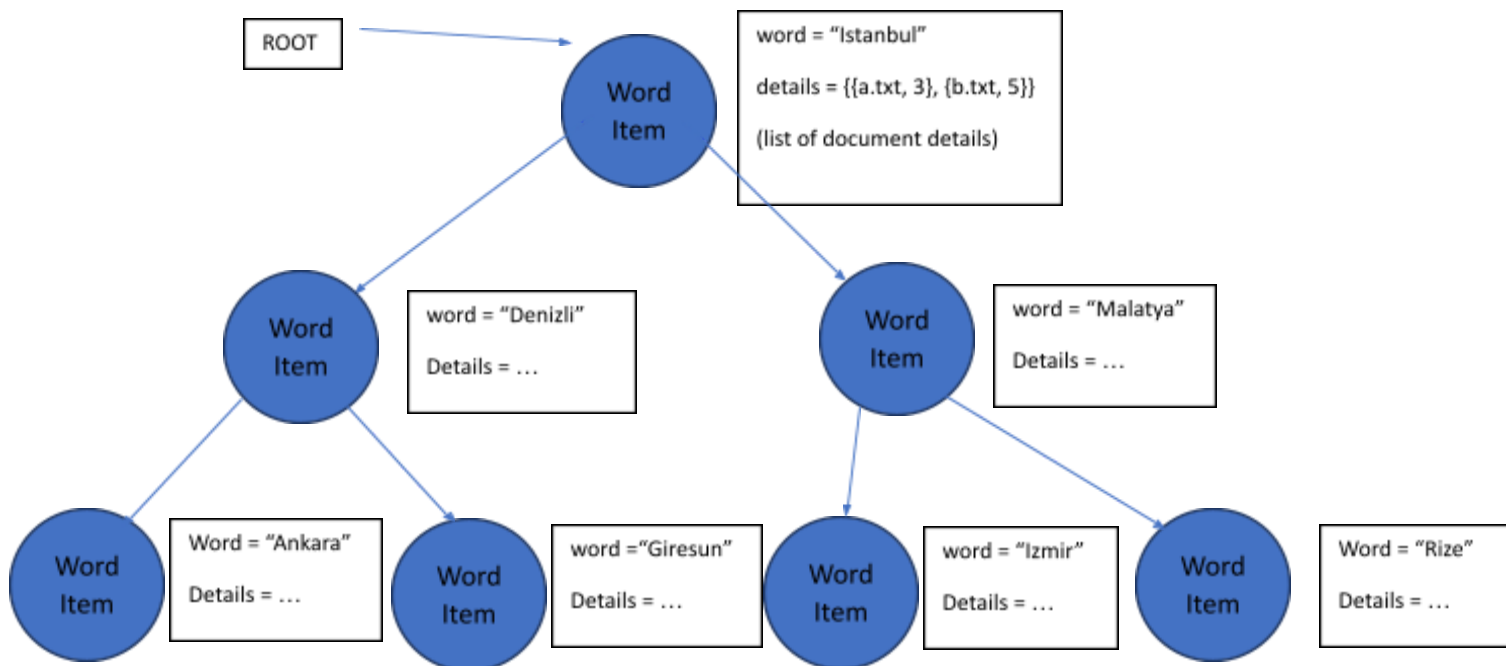 ROOT
Word
Item
word = “Istanbul”
details = {{a.txt, 3}, {b.txt, 5}}
(list of document details)
Word
Item
word = “Denizli”
Details = …
Word
Item
word = “Malatya”
Details = …
Word
Item
Word = “Ankara”
Details = …
Word
Item
word =“Giresun”
Details = …
Word
Item
word = “Izmir”
Details = …
Word
Item
Word = “Rize”
Details = …